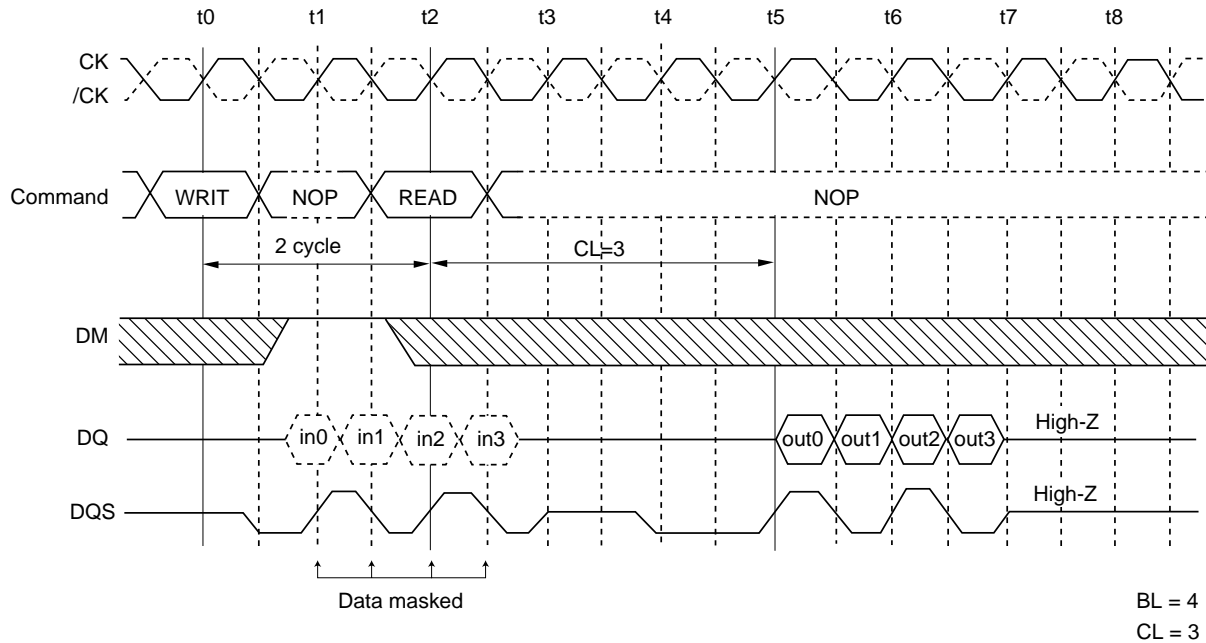 t0 t1 t2 t3 t4 t5 t6 t7 t8
CK
/CK
Command WRIT NOP READ NOP
2 cycle CL=3
DM
DQ in0 in1 in2 in3 out0 out1 out2 out3 High-Z
DQS High-Z
Data masked
BL = 4
CL = 3